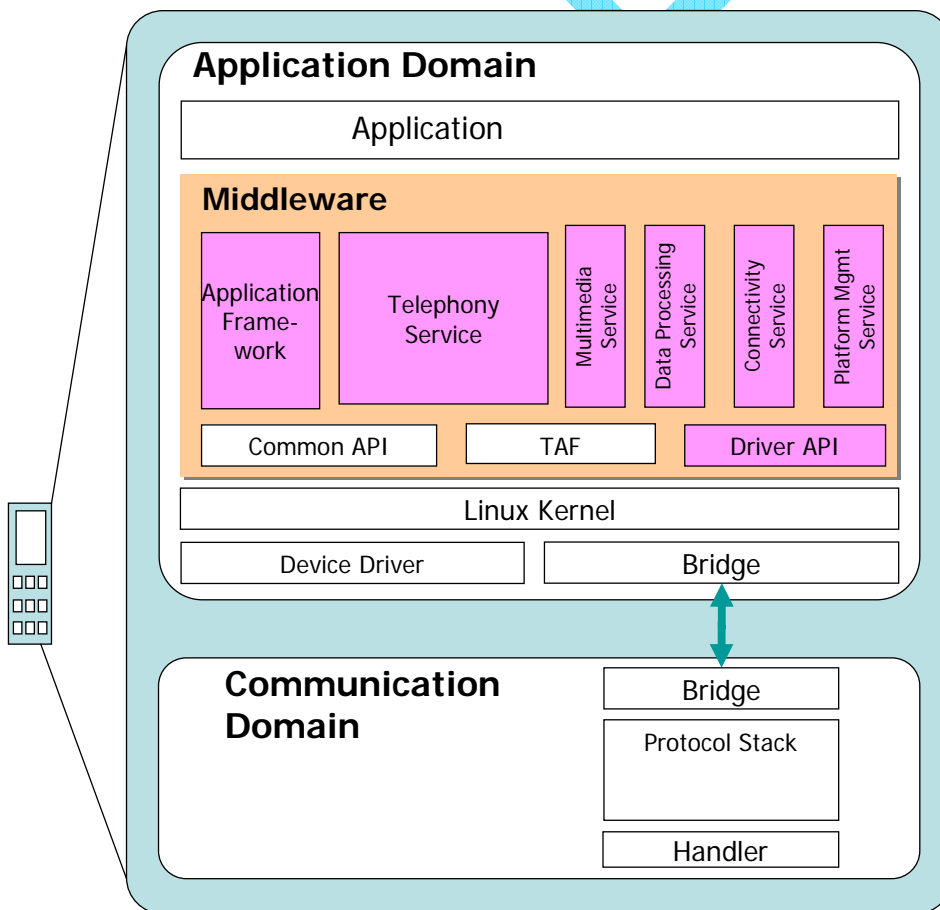 Application Domain
Application
Middleware
Application
Frame-
work
Telephony
Service
Multimedia
Service
Data Processing
Service
Connectivity
Service
Platform Mgmt
Service
Common API
TAF
Driver API
Linux Kernel
Device Driver
Bridge
Communication
Domain
Bridge
Protocol Stack
Handler